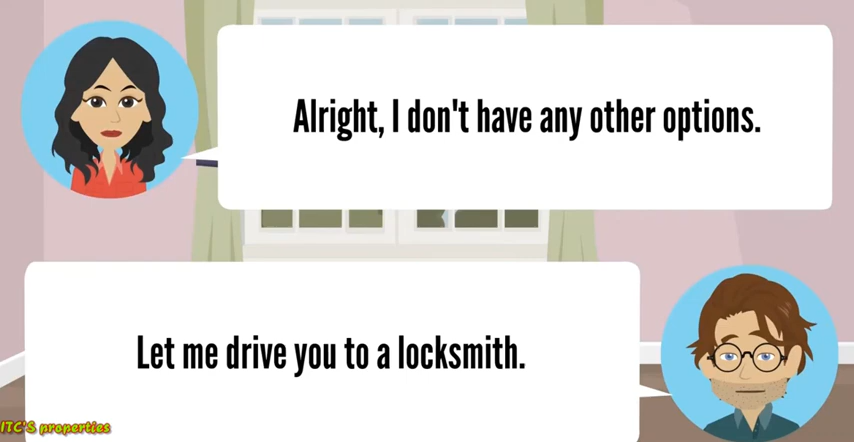 Alright, I don't have any other options.
Let me drive you to a locksmith.
ITC'S properties